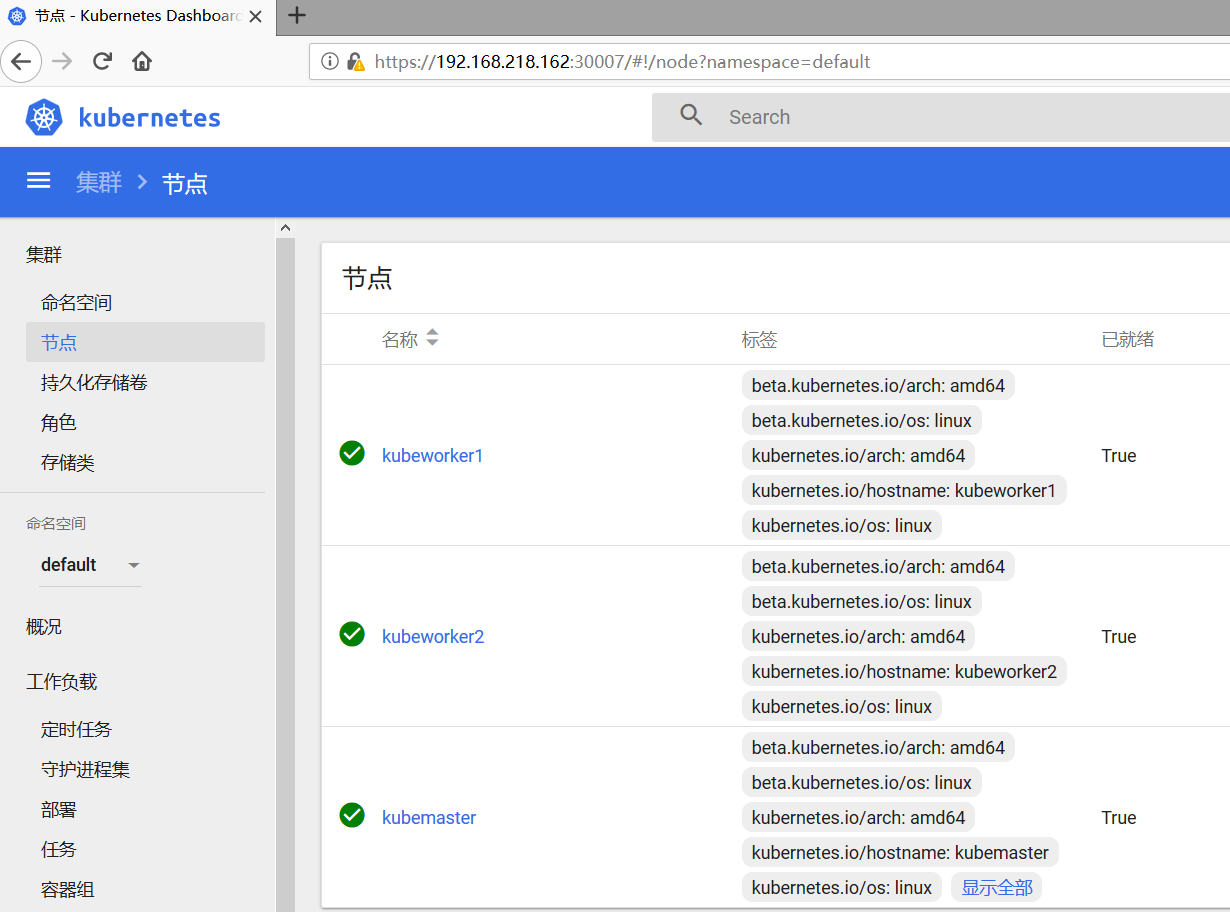 节点 - Kubernetes Dashboard
https://192.168.218.162:30007/#!/node?namespace=default
kubernetes
Search
集群 节点
集群
命名空间
节点
持久化存储卷
角色
存储类
命名空间
default
概况
工作负载
定时任务
守护进程集
部署
任务
容器组
节点
名称 标签 已就绪
beta.kubernetes.io/arch: amd64
beta.kubernetes.io/os: linux
kubeworker1 kubernetes.io/arch: amd64 True
kubernetes.io/hostname: kubeworker1
kubernetes.io/os: linux
beta.kubernetes.io/arch: amd64
beta.kubernetes.io/os: linux
kubeworker2 kubernetes.io/arch: amd64 True
kubernetes.io/hostname: kubeworker2
kubernetes.io/os: linux
beta.kubernetes.io/arch: amd64
beta.kubernetes.io/os: linux
kubemaster kubernetes.io/arch: amd64 True
kubernetes.io/hostname: kubemaster
kubernetes.io/os: linux 显示全部